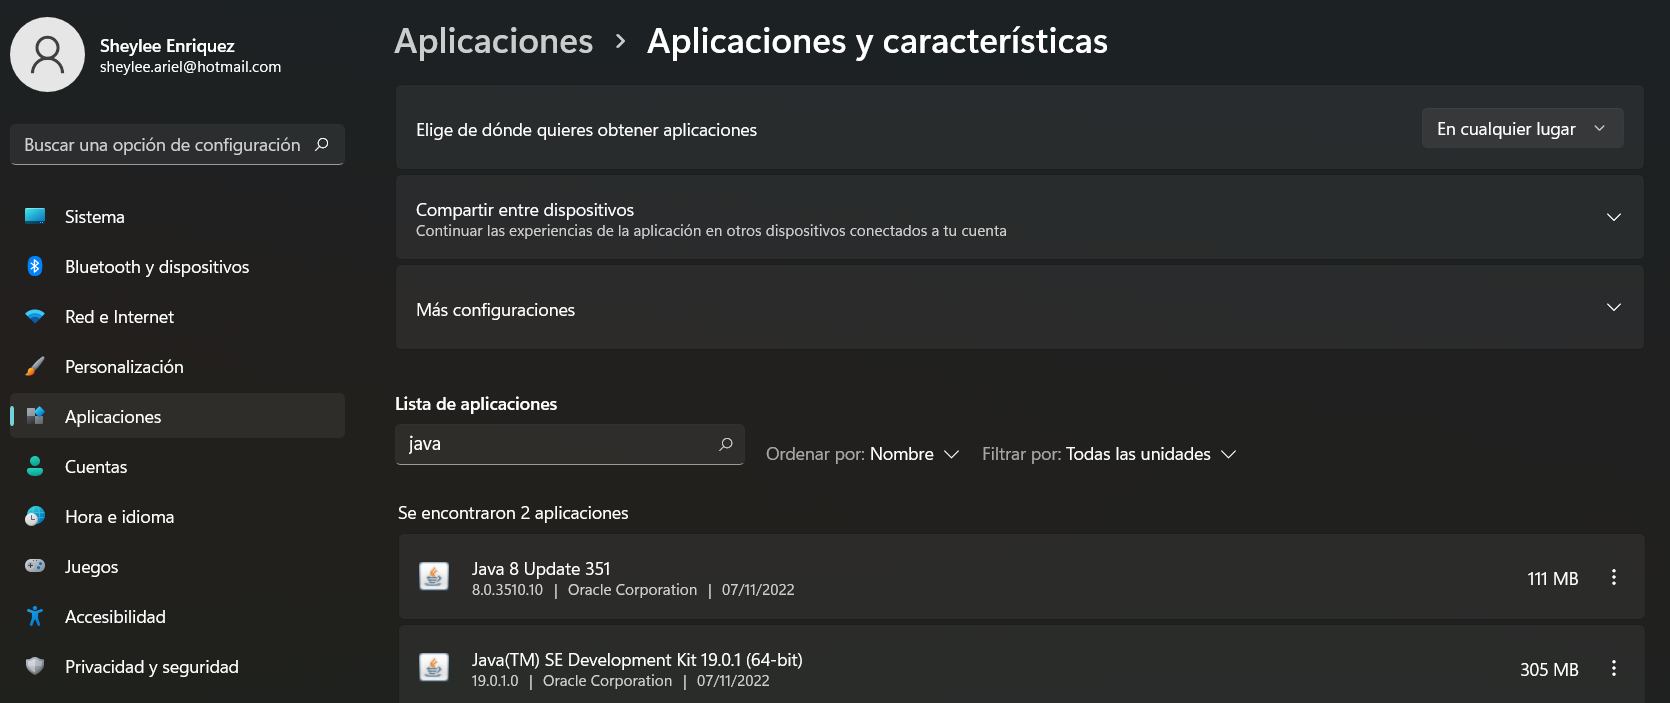 Sheylee Enriquez
sheylee.ariel@hotmail.com
Buscar una opción de configuración
Sistema
Bluetooth y dispositivos
Red e Internet
Personalización
Aplicaciones
Cuentas
Hora e idioma
Juegos
Accesibilidad
Privacidad y seguridad
Aplicaciones > Aplicaciones y características
Elige de dónde quieres obtener aplicaciones
En cualquier lugar
Compartir entre dispositivos
Continuar las experiencias de la aplicación en otros dispositivos conectados a tu cuenta
Más configuraciones
Lista de aplicaciones
java
Ordenar por: Nombre
Filtrar por: Todas las unidades
Se encontraron 2 aplicaciones
Java 8 Update 351
8.0.3510.10 | Oracle Corporation | 07/11/2022
111 MB
Java(TM) SE Development Kit 19.0.1 (64-bit)
19.0.1.0 | Oracle Corporation | 07/11/2022
305 MB